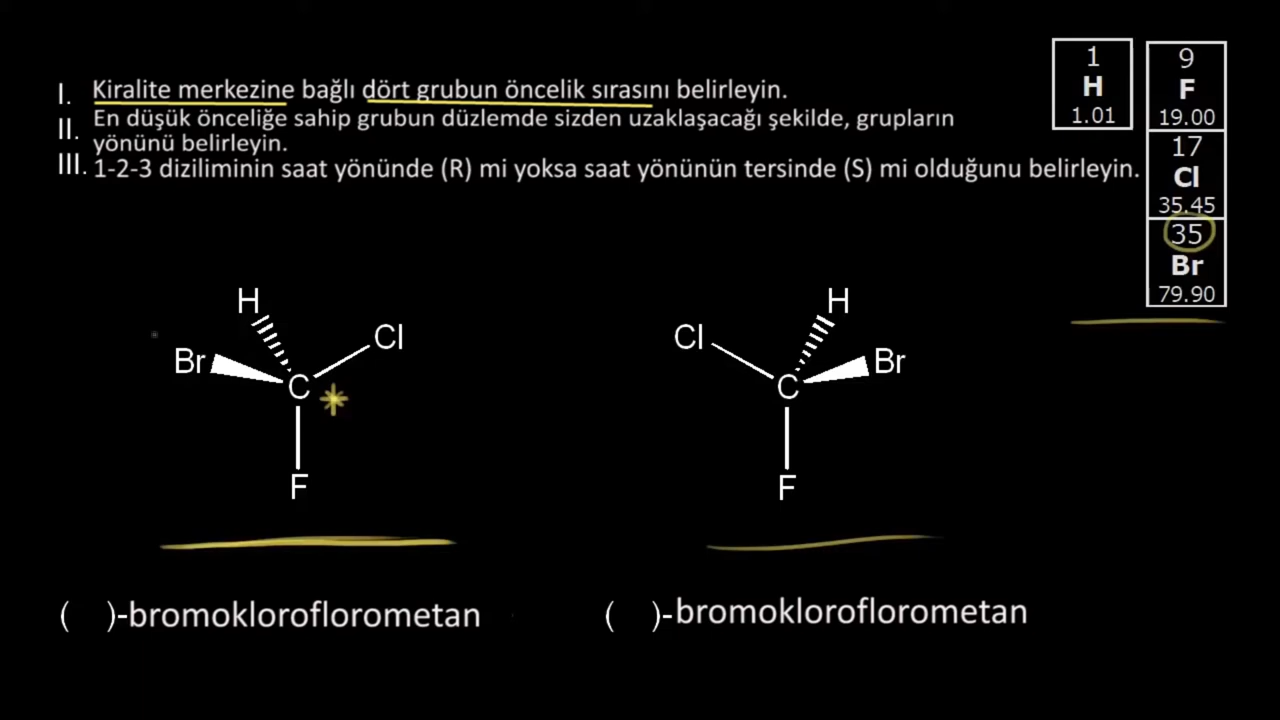 I. Kiralite merkezine bağlı dört grubun öncelik sırasını belirleyin.
II. En düşük önceliğe sahip grubun düzlemde sizden uzaklaşacağı şekilde, grupların
yönünü belirleyin.
III. 1-2-3 diziliminin saat yönünde (R) mi yoksa saat yönünün tersinde (S) mi olduğunu belirleyin.
1
H
1.01
9
F
19.00
17
Cl
35.45
35
Br
79.90
H
Cl
Br
C
*
F
H
Cl
Br
C
F
( )-bromokloroflorometan
( )-bromokloroflorometan